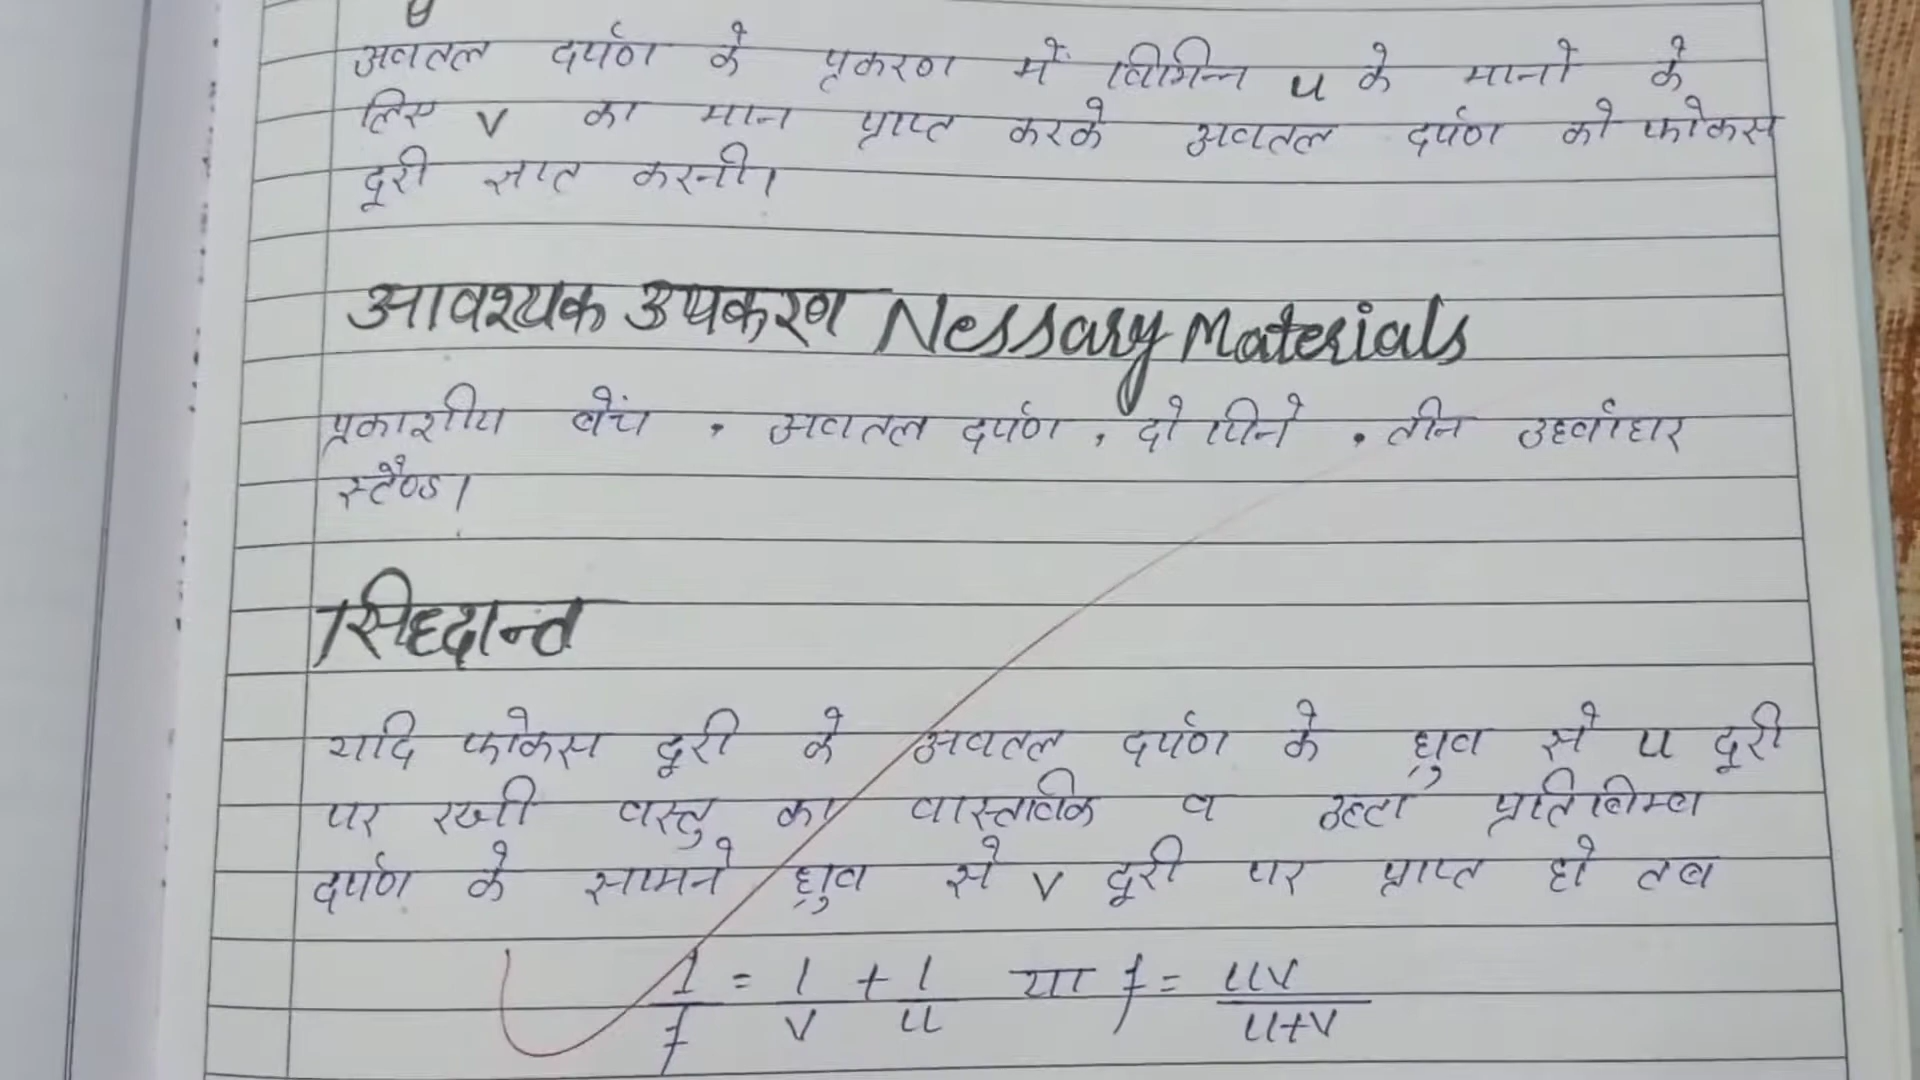 अवतल दर्पण के प्रकरण में विभिन्न u के मानो के
लिए v का मान प्राप्त करके अवतल दर्पण की फोकस
दूरी ज्ञात करनी।
आवश्यक उपकरण Nessary Materials
प्रकाशीय बेंच , अवतल दर्पण , दो पिने , तीन उर्ध्वाधर
स्टैण्ड।
सिद्धान्त
यदि फोकस दूरी के अवतल दर्पण के ध्रुव से u दूरी
पर रखी वस्तु का वास्तविक व उल्टा प्रतिबिम्ब
दर्पण के सामने ध्रुव से v दूरी पर प्राप्त हो तब
1/f = 1/v + 1/u या f = uv/u+v